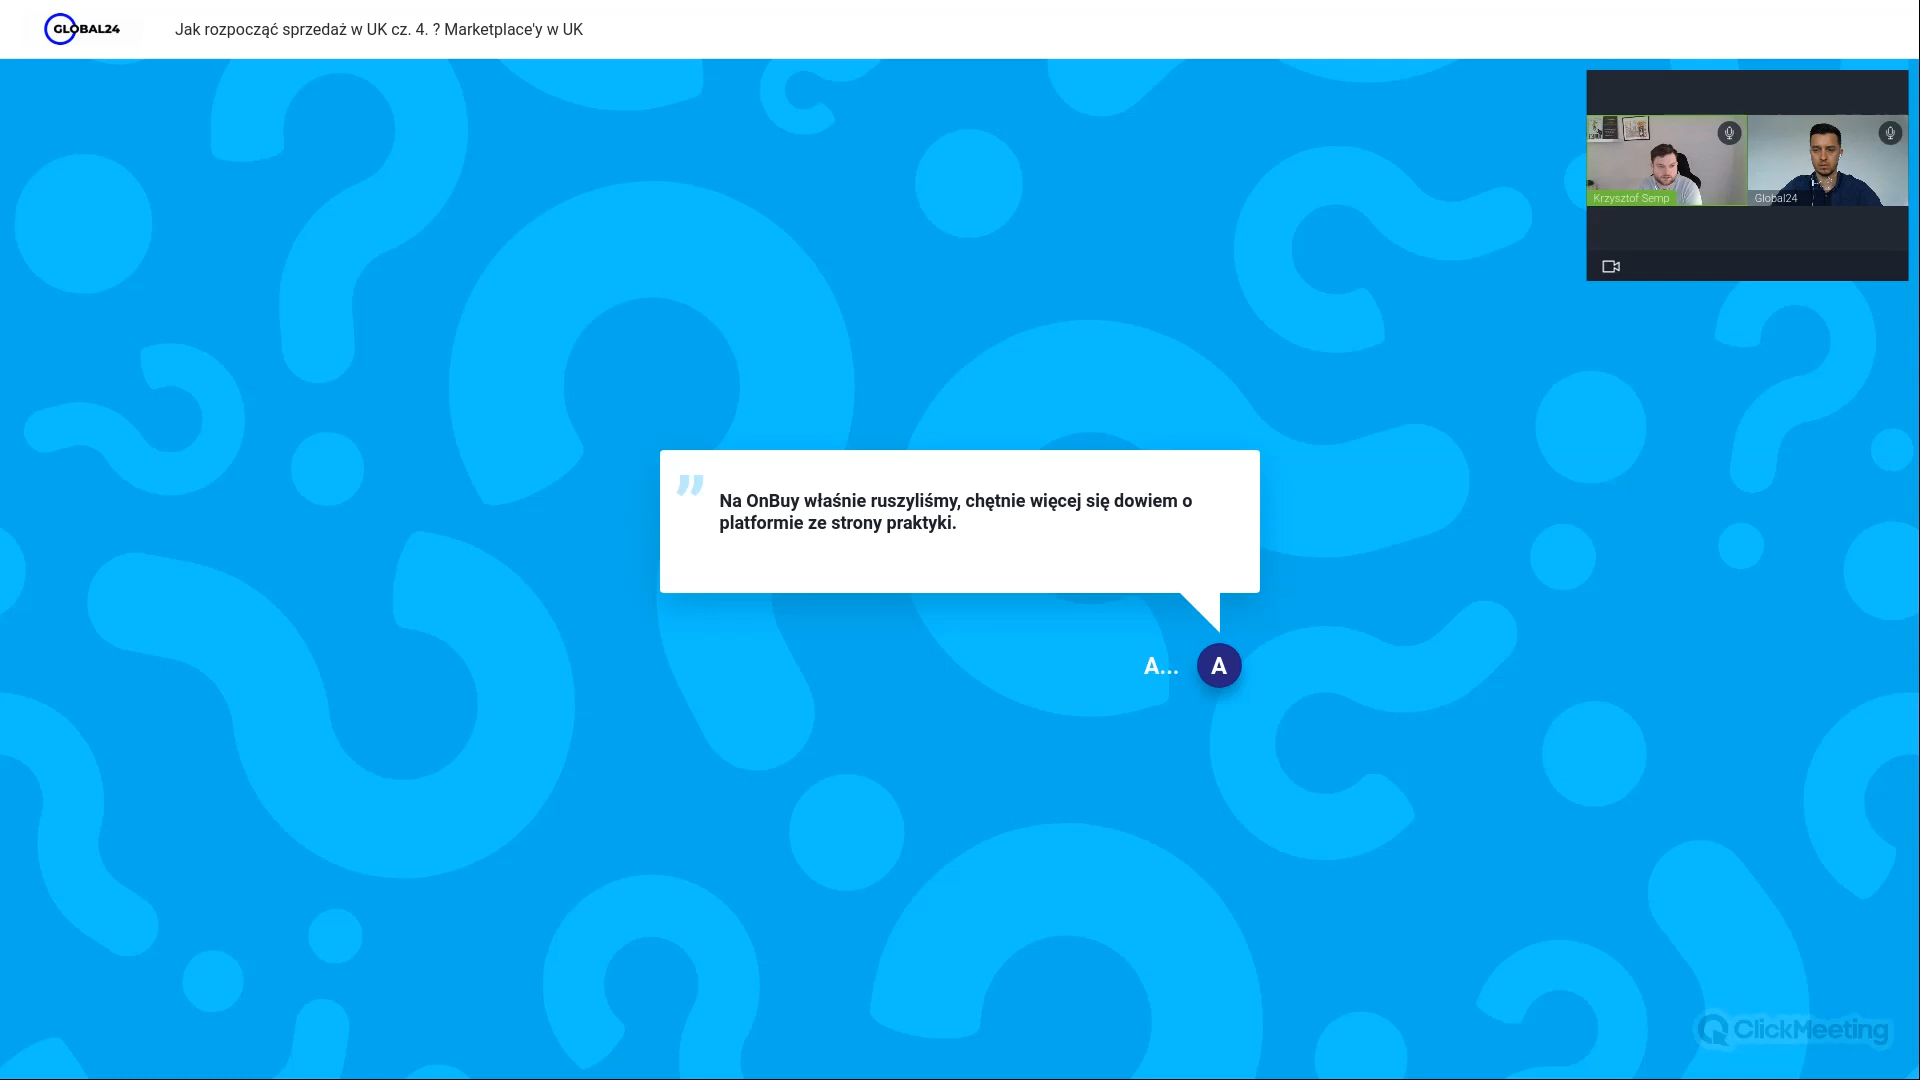 GLOBAL24
Jak rozpocząć sprzedaż w UK cz. 4. ? Marketplace'y w UK
Krzysztof Semp
Global24
” Na OnBuy właśnie ruszyliśmy, chętnie więcej się dowiem o
platformie ze strony praktyki.
A... A
ClickMeeting